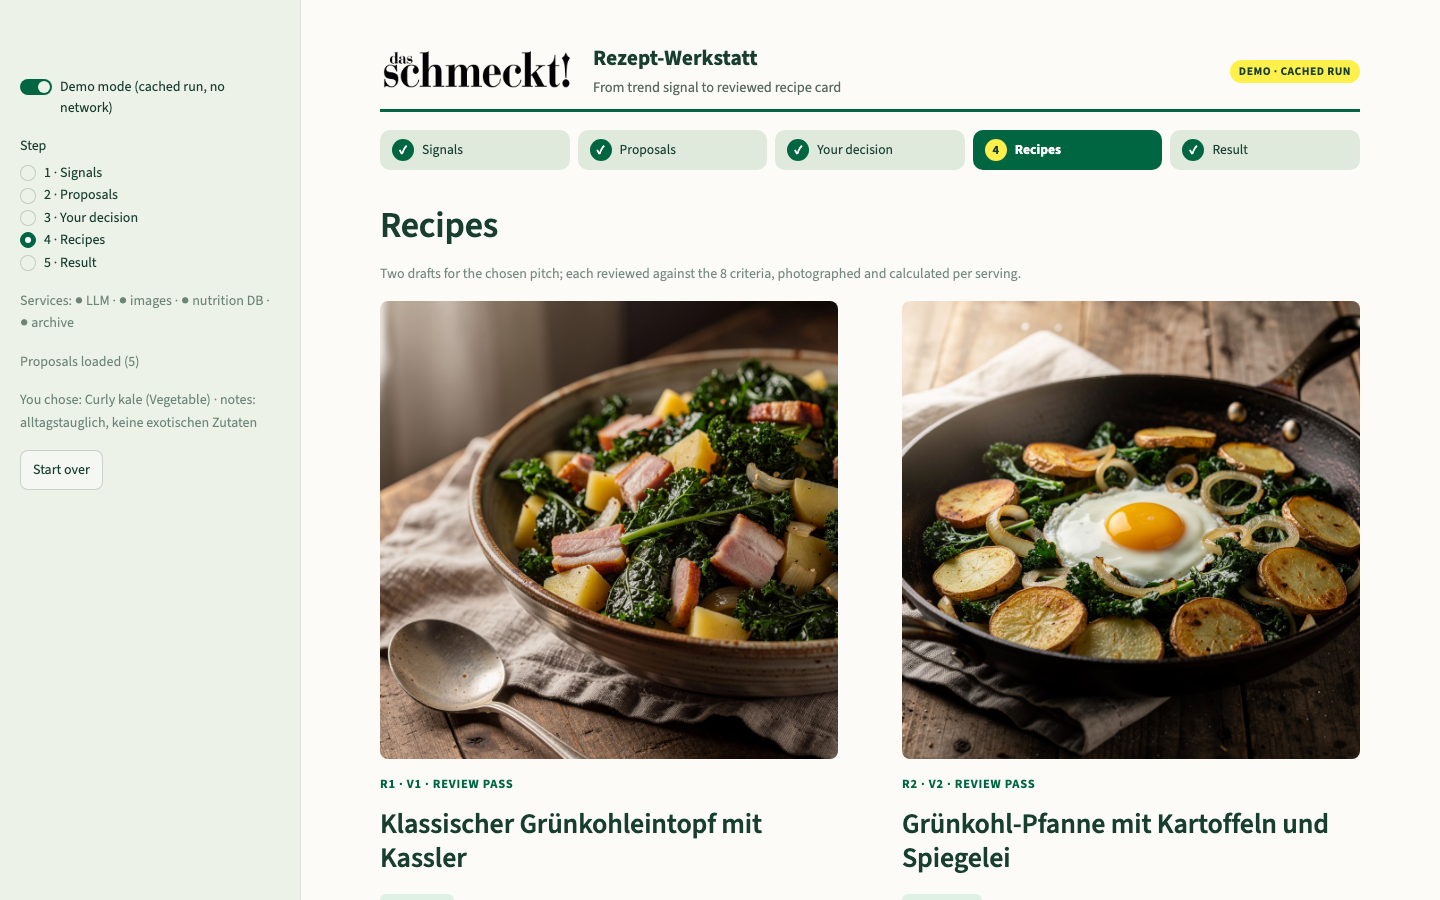 Demo mode (cached run, no
network)
Step
1 · Signals
2 · Proposals
3 · Your decision
4 · Recipes
5 · Result
Services: ● LLM · ● images · ● nutrition DB ·
● archive
Proposals loaded (5)
You chose: Curly kale (Vegetable) · notes:
alltagstauglich, keine exotischen Zutaten
Start over
das
schmeckt!
Rezept-Werkstatt
From trend signal to reviewed recipe card
DEMO · CACHED RUN
✓ Signals
✓ Proposals
✓ Your decision
4 Recipes
✓ Result
Recipes
Two drafts for the chosen pitch; each reviewed against the 8 criteria, photographed and calculated per serving.
R1 · V1 · REVIEW PASS
Klassischer Grünkohleintopf mit
Kassler
R2 · V2 · REVIEW PASS
Grünkohl-Pfanne mit Kartoffeln und
Spiegelei